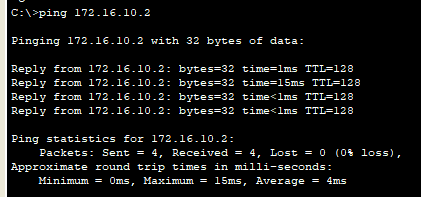 C:\>ping 172.16.10.2
Pinging 172.16.10.2 with 32 bytes of data:
Reply from 172.16.10.2: bytes=32 time=1ms TTL=128
Reply from 172.16.10.2: bytes=32 time=15ms TTL=128
Reply from 172.16.10.2: bytes=32 time<1ms TTL=128
Reply from 172.16.10.2: bytes=32 time<1ms TTL=128
Ping statistics for 172.16.10.2:
Packets: Sent = 4, Received = 4, Lost = 0 (0% loss),
Approximate round trip times in milli-seconds:
Minimum = 0ms, Maximum = 15ms, Average = 4ms